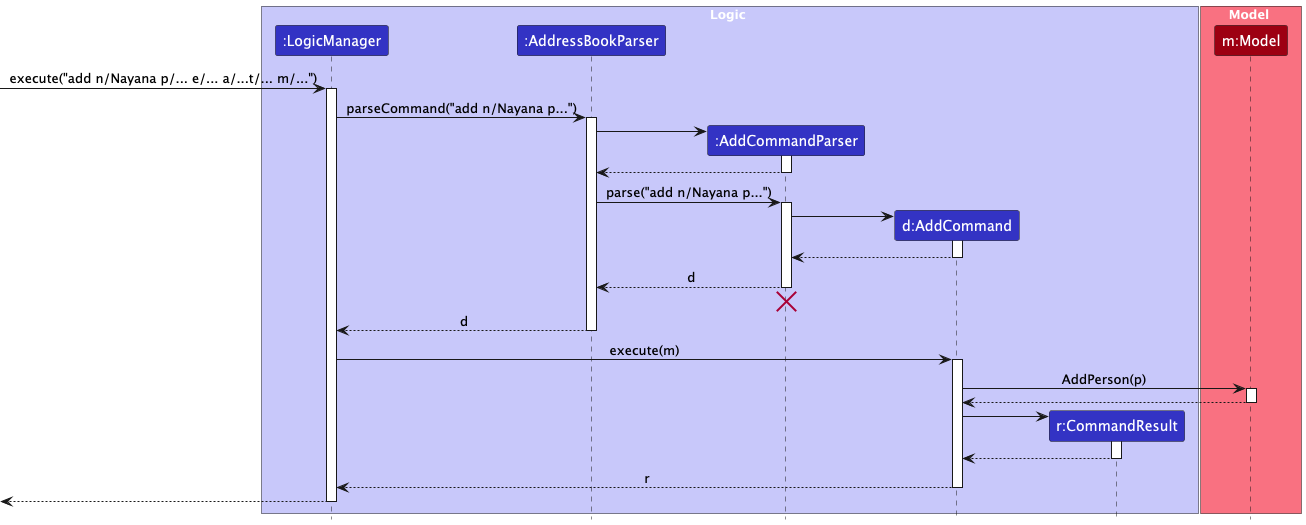 Logic
Model
:LogicManager
:AddressBookParser
m:Model
execute("add n/Nayana p/... e/... a/...t/... m/...")
parseCommand("add n/Nayana p...")
:AddCommandParser
parse("add n/Nayana p...")
d:AddCommand
d
d
execute(m)
AddPerson(p)
r:CommandResult
r